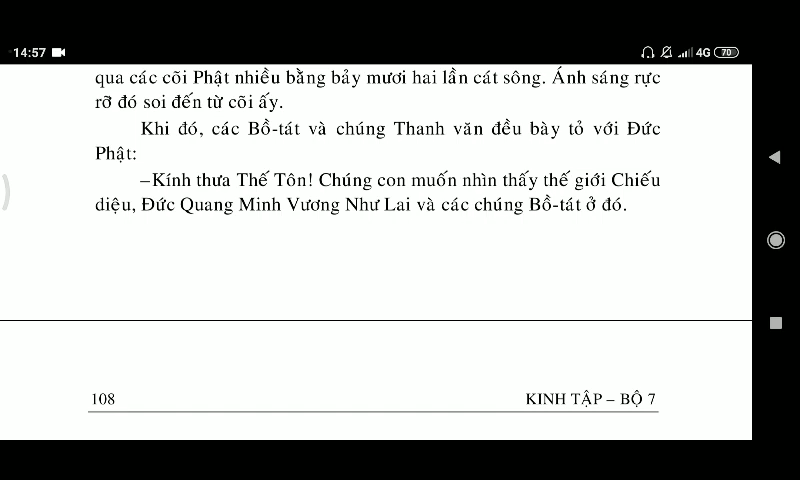 14:57
4G 70
qua các cõi Phật nhiều bằng bảy mươi hai lần cát sông. Ánh sáng rực
rỡ đó soi đến từ cõi ấy.
Khi đó, các Bồ-tát và chúng Thanh văn đều bày tỏ với Đức
Phật:
–Kính thưa Thế Tôn! Chúng con muốn nhìn thấy thế giới Chiếu
diệu, Đức Quang Minh Vương Như Lai và các chúng Bồ-tát ở đó.
108 KINH TẬP – BỘ 7